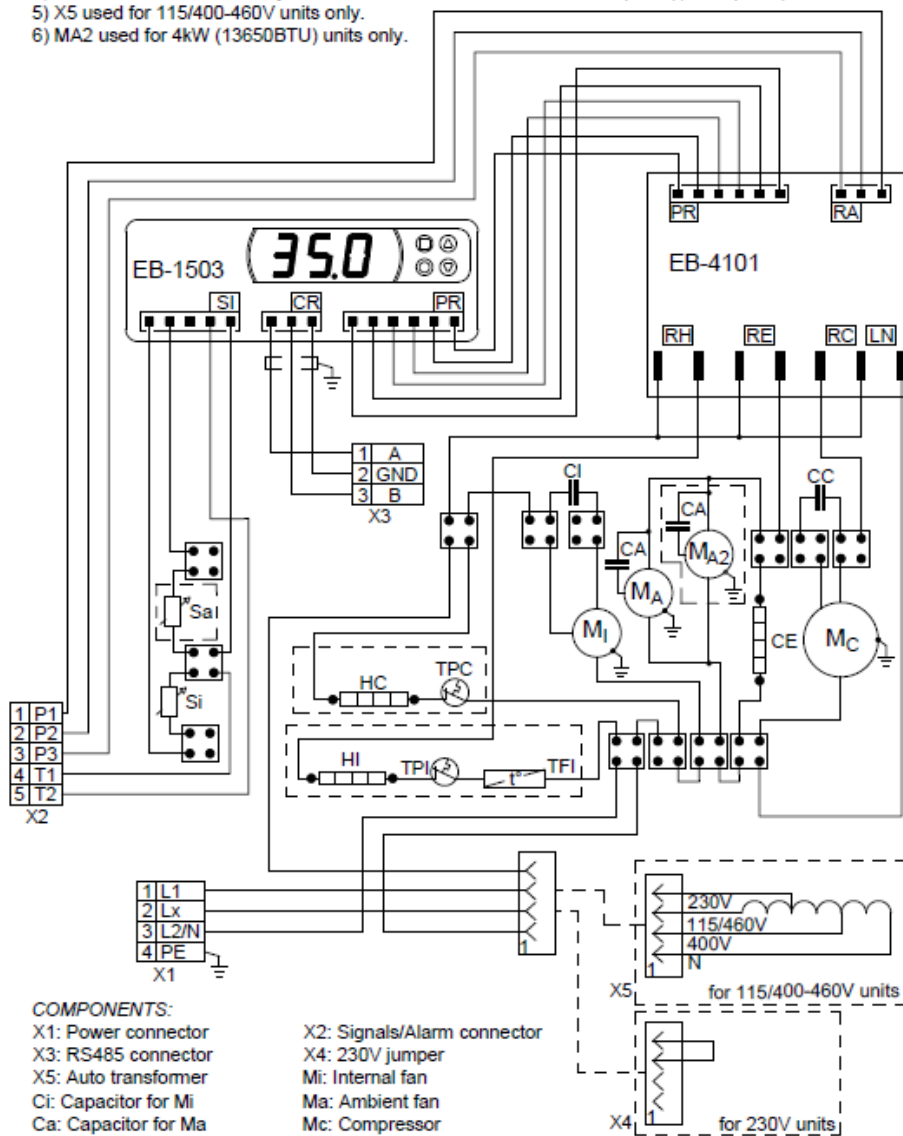 5) X5 used for 115/400-460V units only.
6) MA2 used for 4kW (13650BTU) units only.
PR
RA
EB-4101
EB-1503
35.0
SI
CR
PR
RH
RE
RC
LN
1 A
2 GND
3 B
X3
CI
CA
CA
CC
MA2
MA
MI
CE
MC
Sa
Si
HC
TPC
HI
TPI
t°
TFI
1 P1
2 P2
3 P3
4 T1
5 T2
X2
1 L1
2 Lx
3 L2/N
4 PE
X1
1
230V
115/460V
400V
N
1
X5
for 115/400-460V units
X4
1
for 230V units
COMPONENTS:
X1: Power connector
X2: Signals/Alarm connector
X3: RS485 connector
X4: 230V jumper
X5: Auto transformer
Mi: Internal fan
Ci: Capacitor for Mi
Ma: Ambient fan
Ca: Capacitor for Ma
Mc: Compressor